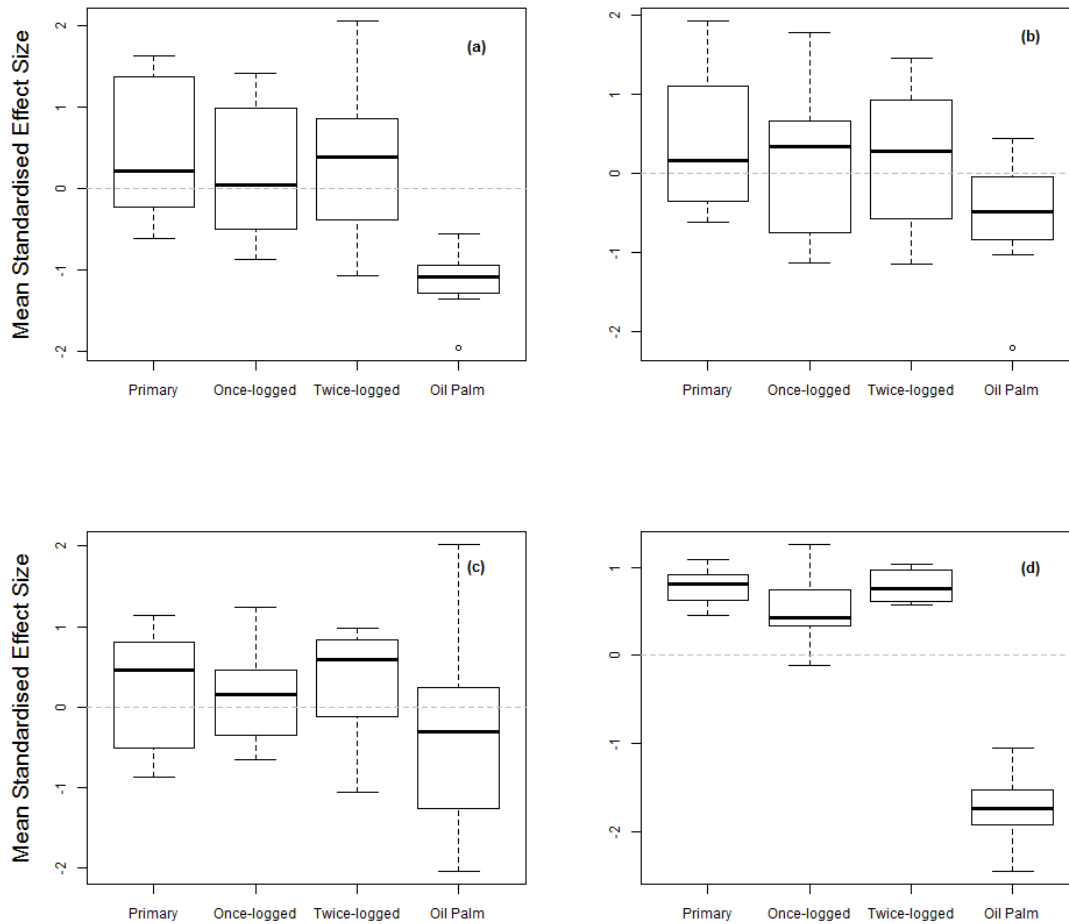 Mean Standardised Effect Size
2
1
0
-1
-2
(a)
Primary Once-logged Twice-logged Oil Palm
2
1
0
-1
-2
(b)
Primary Once-logged Twice-logged Oil Palm
Mean Standardised Effect Size
2
1
0
-1
-2
(c)
Primary Once-logged Twice-logged Oil Palm
1
0
-1
-2
(d)
Primary Once-logged Twice-logged Oil Palm